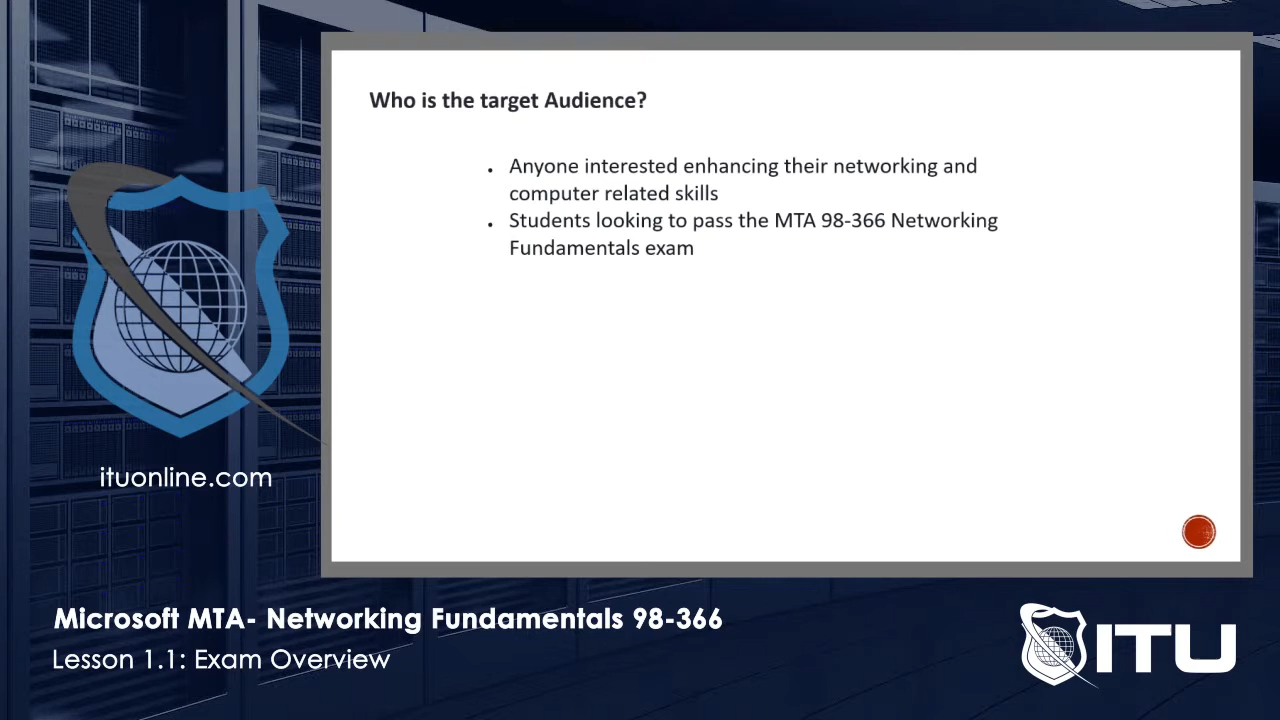 Who is the target Audience?
• Anyone interested enhancing their networking and
computer related skills
• Students looking to pass the MTA 98-366 Networking
Fundamentals exam
ituonline.com
Microsoft MTA- Networking Fundamentals 98-366
Lesson 1.1: Exam Overview
ITU